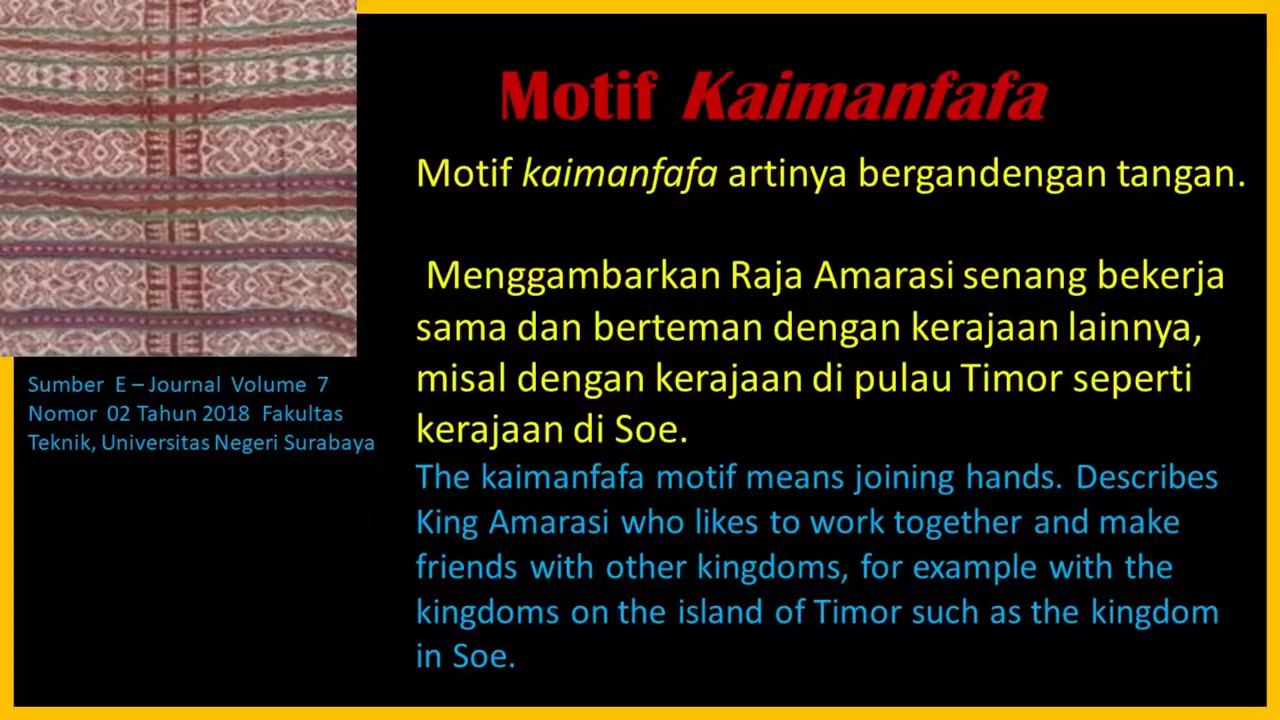 Motif Kaimanfafa
Motif kaimanfafa artinya bergandengan tangan.
Menggambarkan Raja Amarasi senang bekerja
sama dan berteman dengan kerajaan lainnya,
misal dengan kerajaan di pulau Timor seperti
kerajaan di Soe.
The kaimanfafa motif means joining hands. Describes
King Amarasi who likes to work together and make
friends with other kingdoms, for example with the
kingdoms on the island of Timor such as the kingdom
in Soe.
Sumber E – Journal Volume 7
Nomor 02 Tahun 2018 Fakultas
Teknik, Universitas Negeri Surabaya